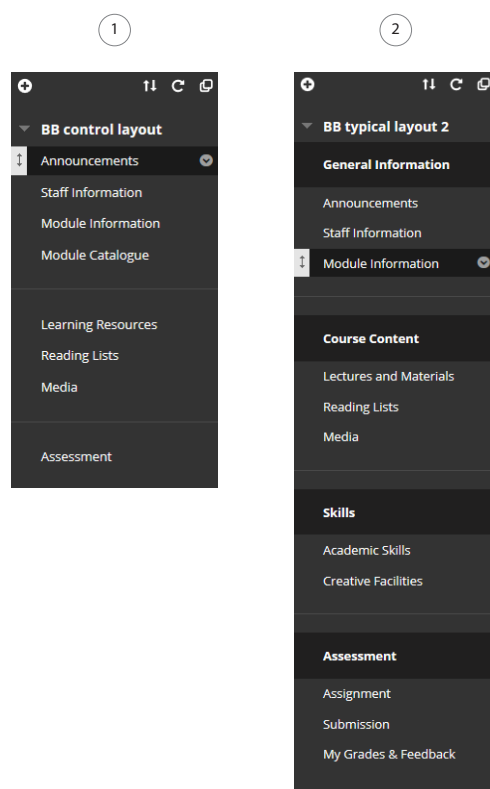 1
BB control layout
Announcements
Staff Information
Module Information
Module Catalogue
Learning Resources
Reading Lists
Media
Assessment
2
BB typical layout 2
General Information
Announcements
Staff Information
Module Information
Course Content
Lectures and Materials
Reading Lists
Media
Skills
Academic Skills
Creative Facilities
Assessment
Assignment
Submission
My Grades & Feedback